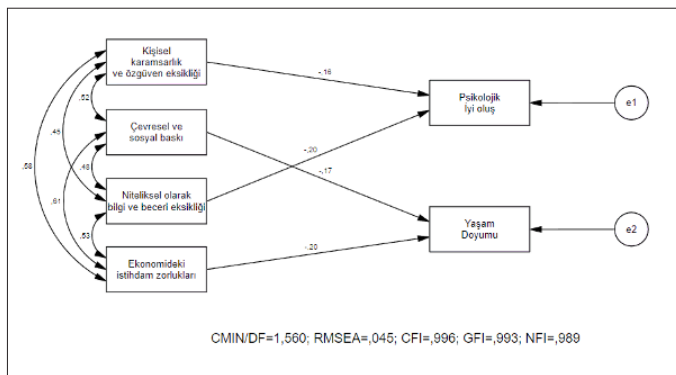 Kişisel
karamsarlık
ve özgüven eksikliği
-,16
Psikolojik
İyi oluş
e1
,52
Çevresel ve
sosyal baskı
,45
-,20
-,17
,58
,48
Niteliksel olarak
bilgi ve beceri eksikliği
,61
Yaşam
Doyumu
e2
,53
-,20
Ekonomideki
istihdam zorlukları
CMIN/DF=1,560; RMSEA=,045; CFI=,996; GFI=,993; NFI=,989